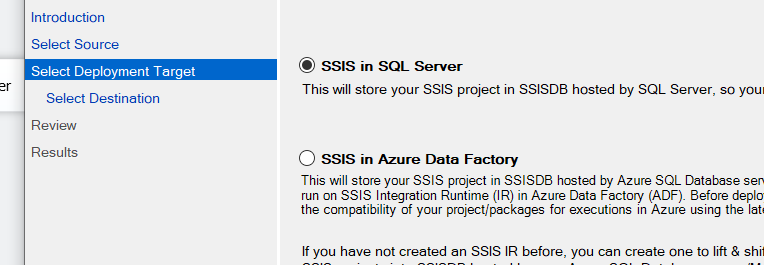 Introduction
Select Source
Select Deployment Target
Select Destination
Review
Results
er
SSIS in SQL Server
This will store your SSIS project in SSISDB hosted by SQL Server, so your
SSIS in Azure Data Factory
This will store your SSIS project in SSISDB hosted by Azure SQL Database serv
run on SSIS Integration Runtime (IR) in Azure Data Factory (ADF). Before deplo
the compatibility of your project/packages for executions in Azure using the late
If you have not created an SSIS IR before, you can create one to lift & shif